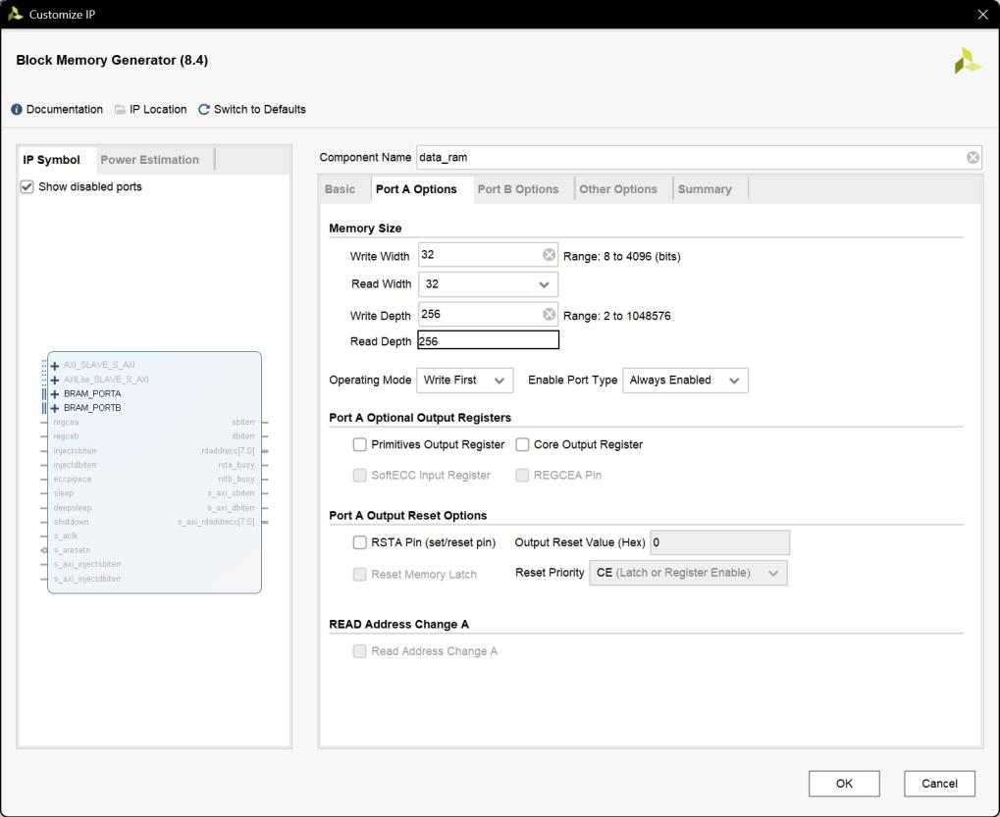 Customize IP
Block Memory Generator (8.4)
Documentation IP Location Switch to Defaults
IP Symbol Power Estimation
Show disabled ports
AXI_SLAVE_S_AXI
AXILite_SLAVE_S_AXI
BRAM_PORTA
BRAM_PORTB
regcea sbiterr
regceb dbiterr
injectsbiterr rdaddrecc[7:0]
injectdbiterr rsta_busy
eccpipece rstb_busy
sleep s_axi_sbiterr
deepsleep s_axi_dbiterr
shutdown s_axi_rdaddrecc[7:0]
s_aclk
s_aresetn
s_axi_injectsbiterr
s_axi_injectdbiterr
Component Name data_ram
Basic Port A Options Port B Options Other Options Summary
Memory Size
Write Width 32 Range: 8 to 4096 (bits)
Read Width 32
Write Depth 256 Range: 2 to 1048576
Read Depth 256
Operating Mode Write First Enable Port Type Always Enabled
Port A Optional Output Registers
Primitives Output Register Core Output Register
SoftECC Input Register REGCEA Pin
Port A Output Reset Options
RSTA Pin (set/reset pin) Output Reset Value (Hex) 0
Reset Memory Latch Reset Priority CE (Latch or Register Enable)
READ Address Change A
Read Address Change A
OK Cancel